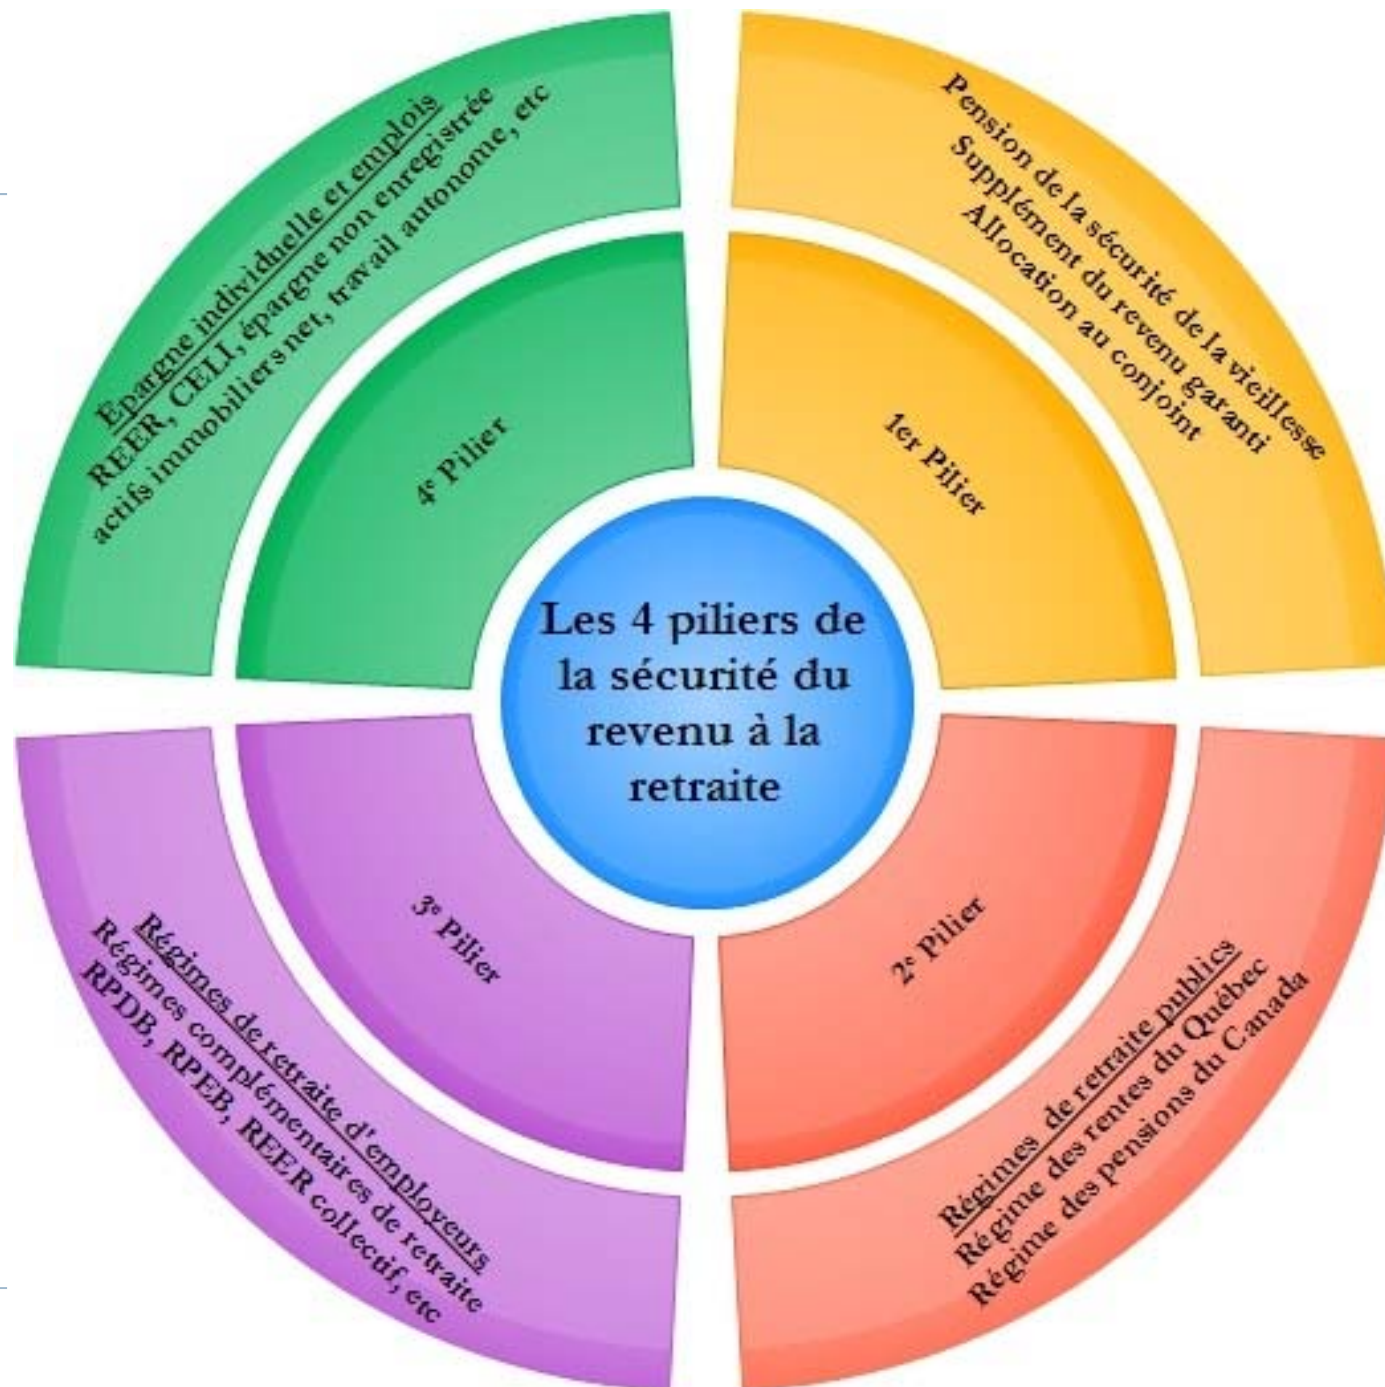 Les 4 piliers de
la sécurité du
revenu à la
retraite
1er Pilier
Pension de la sécurité de la vieillesse
Supplément du revenu garanti
Allocation au conjoint
2e Pilier
Régimes de retraite publics
Régime des rentes du Québec
Régime des pensions du Canada
3e Pilier
Régimes de retraite d'employeurs
Régimes complémentaires de retraite
RPDB, RPEB, REER collectif, etc
4e Pilier
Epargne individuelle et emplois
REER, CELI, épargne non enregistrée
actifs immobiliers net, travail autonome, etc